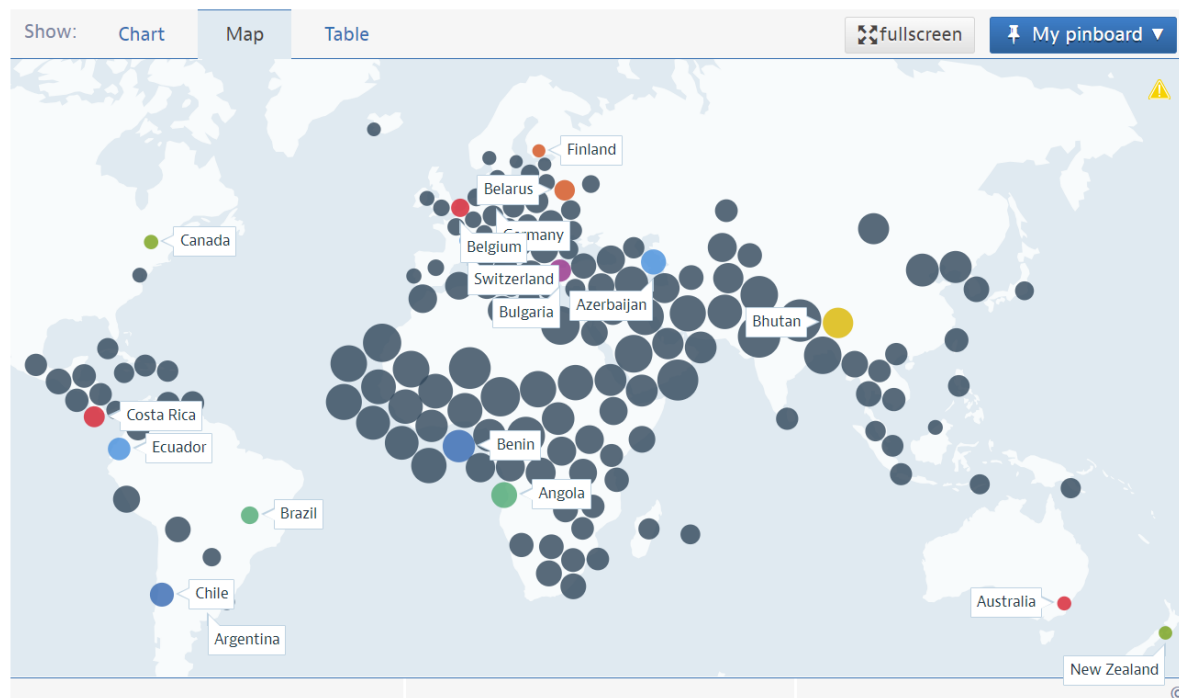 Show:
Chart
Map
Table
fullscreen
My pinboard ▼
Finland
Belarus
Germany
Canada
Belgium
Switzerland
Azerbaijan
Bulgaria
Bhutan
Costa Rica
Ecuador
Benin
Angola
Brazil
Chile
Australia
Argentina
New Zealand
©